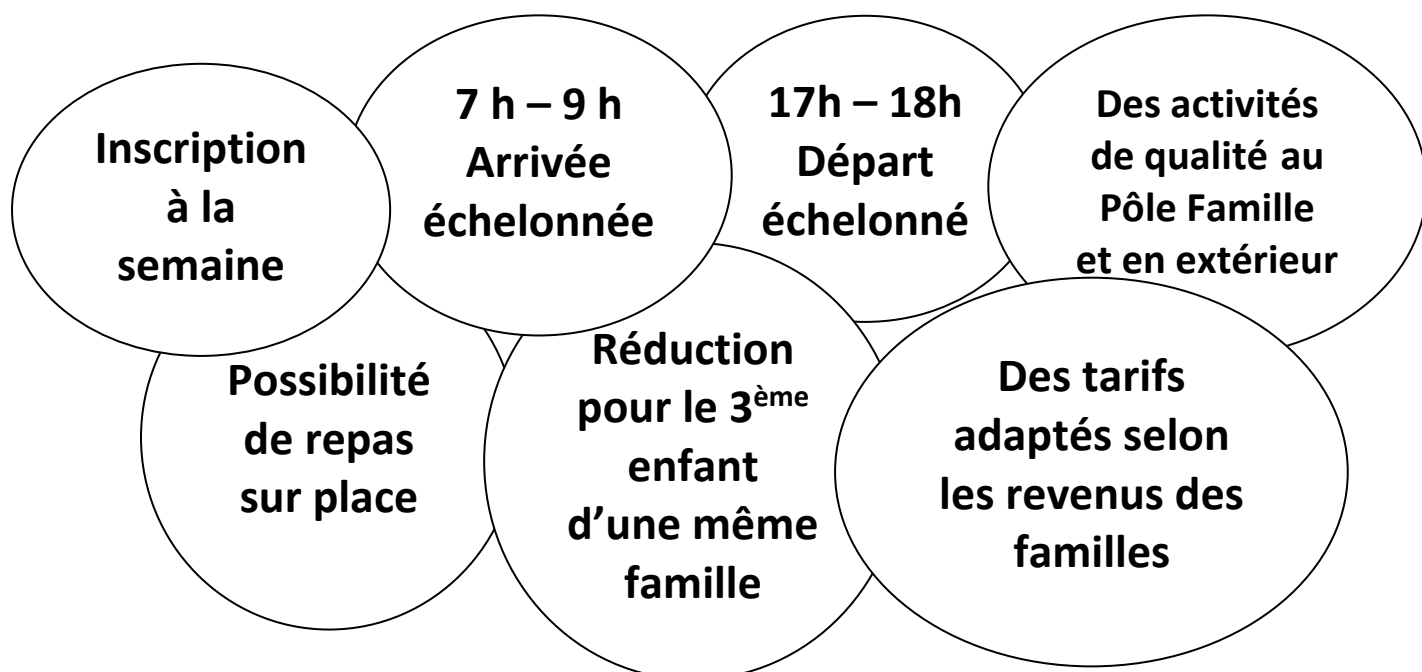 Inscription
à la
semaine
7 h – 9 h
Arrivée
échelonnée
17h – 18h
Départ
échelonné
Des activités
de qualité au
Pôle Famille
et en extérieur
Possibilité
de repas
sur place
Réduction
pour le 3ème
enfant
d’une même
famille
Des tarifs
adaptés selon
les revenus des
familles